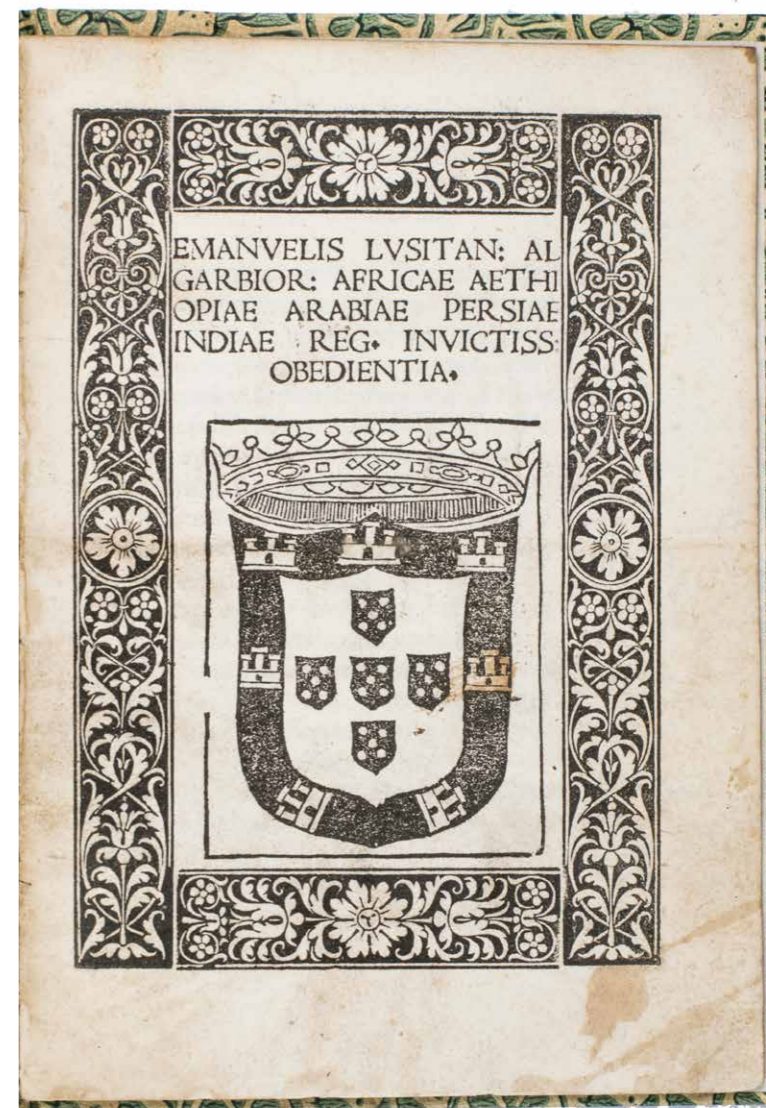 EMANVELIS LVSITAN: AL
GARBIOR: AFRICAE AETHI
OPIAE ARABIAE PERSIAE
INDIAE REG. INVICTISS.
OBEDIENTIA.